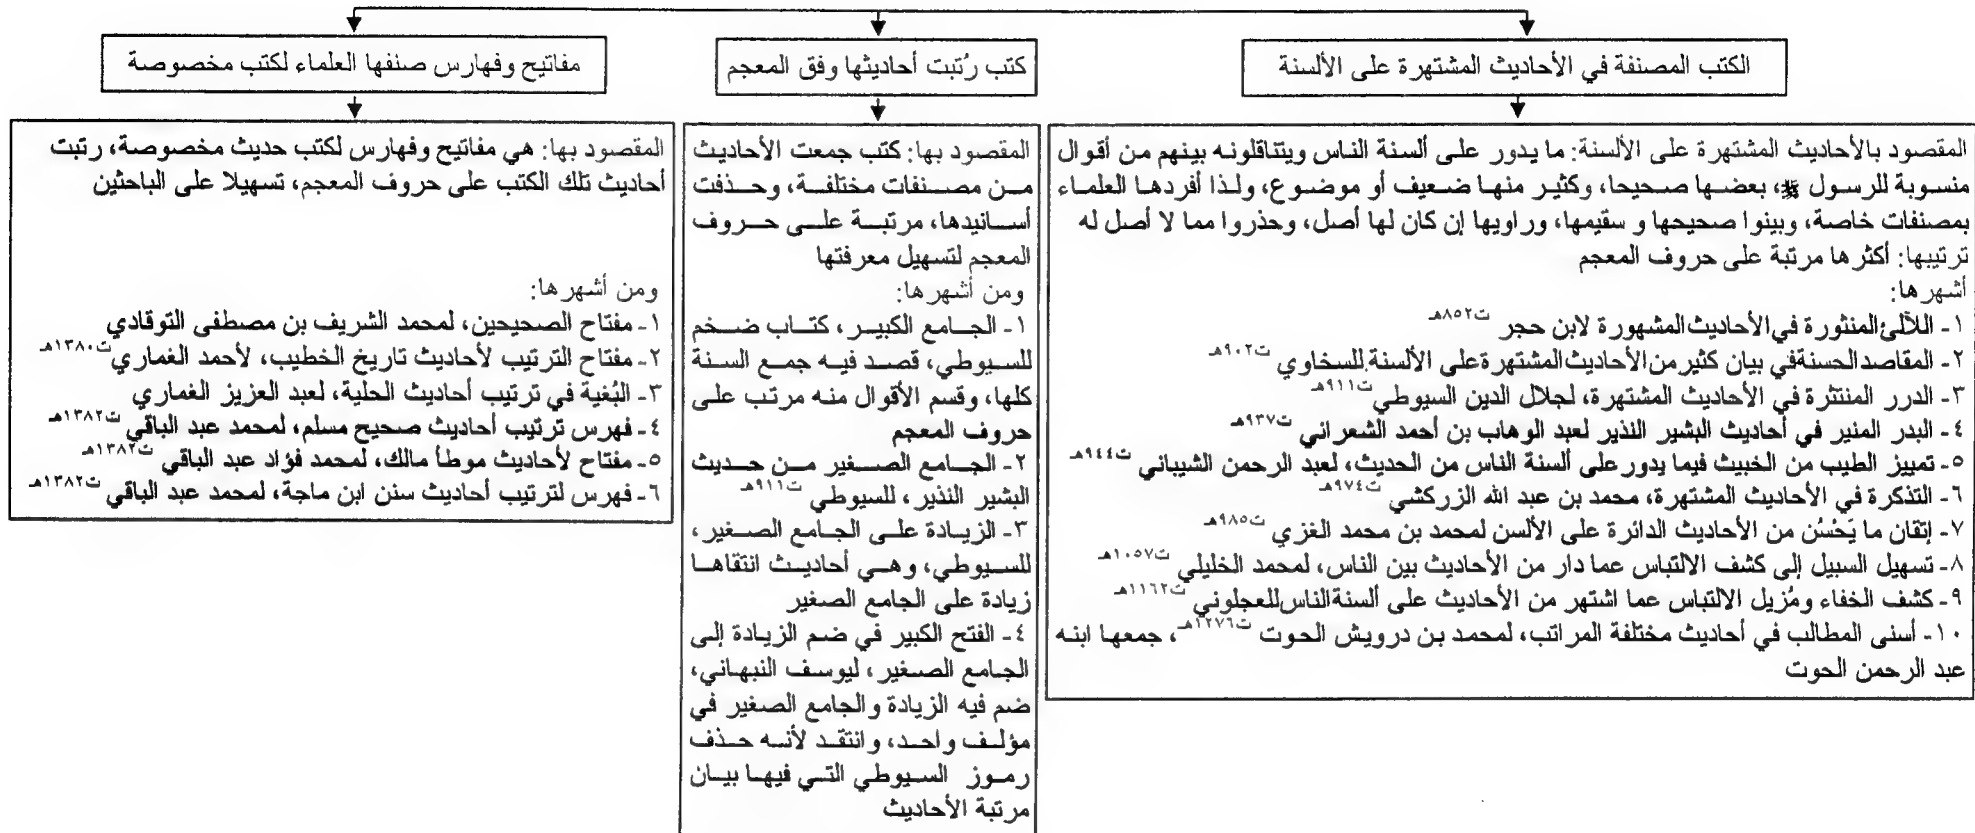 الكتب المصنفة في الأحاديث المشتهرة على الألسنة
المقصود بالأحاديث المشتهرة على الألسنة: ما يدور على ألسنة الناس ويتناقلونه بينهم من أقوال
منسوبة للرسول ﷺ، بعضها صحيحا، وكثير منها ضعيف أو موضوع، ولذا أفردها العلماء
بمصنفات خاصة، وبينوا صحيحها و سقيمها، وراويها إن كان لها أصل، وحذروا مما لا أصل له
ترتيبها: أكثرها مرتبة على حروف المعجم
أشهرها:
١- اللآلئ المنثورة في الأحاديث المشهورة لابن حجر ت٨٥٢هـ
٢- المقاصد الحسنة في بيان كثير من الأحاديث المشتهرة على الألسنة للسخاوي ت٩٠٢هـ
٣- الدرر المنتثرة في الأحاديث المشتهرة، لجلال الدين السيوطي ت٩١١هـ
٤- البدر المنير في أحاديث البشير النذير لعبد الوهاب بن أحمد الشعراني ت٩٣٧هـ
٥- تمييز الطيب من الخبيث فيما يدور على ألسنة الناس من الحديث، لعبد الرحمن الشيباني ت٩٤٤هـ
٦- التذكرة في الأحاديث المشتهرة، محمد بن عبد الله الزركشي ت٩٧٤هـ
٧- إتقان ما يَحْسُن من الأحاديث الدائرة على الألسن لمحمد بن محمد الغزي ت٩٨٥هـ
٨- تسهيل السبيل إلى كشف الالتباس عما دار من الأحاديث بين الناس، لمحمد الخليلي ت١٠٥٧هـ
٩- كشف الخفاء ومُزيل الالتباس عما اشتهر من الأحاديث على ألسنة الناس للعجلوني ت١١٦٢هـ
١٠- أسنى المطالب في أحاديث مختلفة المراتب، لمحمد بن درويش الحوت ت١٢٧٦هـ، جمعها ابنه
عبد الرحمن الحوت
كتب رُتبت أحاديثها وفق المعجم
المقصود بها: كتب جمعت الأحاديث
من مصنفات مختلفة، وحذفت
أسانيدها، مرتبة على حروف
المعجم لتسهيل معرفتها
ومن أشهرها:
١- الجامع الكبير، كتاب ضخم
للسيوطي، قصد فيه جمع السنة
كلها، وقسم الأقوال منه مرتب على
حروف المعجم
٢- الجامع الصغير من حديث
البشير النذير، للسيوطي ت٩١١هـ
٣- الزيادة على الجامع الصغير،
للسيوطي، وهي أحاديث انتقاها
زيادة على الجامع الصغير
٤- الفتح الكبير في ضم الزيادة إلى
الجامع الصغير، ليوسف النبهاني،
ضم فيه الزيادة والجامع الصغير في
مؤلف واحد، وانتقد لأنه حذف
رموز السيوطي التي فيها بيان
مرتبة الأحاديث
مفاتيح وفهارس صنفها العلماء لكتب مخصوصة
المقصود بها: هي مفاتيح وفهارس لكتب حديث مخصوصة، رتبت
أحاديث تلك الكتب على حروف المعجم، تسهيلا على الباحثين
ومن أشهرها:
١- مفتاح الصحيحين، لمحمد الشريف بن مصطفى التوقادي
٢- مفتاح الترتيب لأحاديث تاريخ الخطيب، لأحمد الغماري ت١٣٨٠هـ
٣- البُغية في ترتيب أحاديث الحلية، لعبد العزيز الغماري
٤- فهرس ترتيب أحاديث صحيح مسلم، لمحمد عبد الباقي ت١٣٨٢هـ
٥- مفتاح لأحاديث موطأ مالك، لمحمد فؤاد عبد الباقي ت١٣٨٢هـ
٦- فهرس لترتيب أحاديث سنن ابن ماجة، لمحمد عبد الباقي ت١٣٨٢هـ